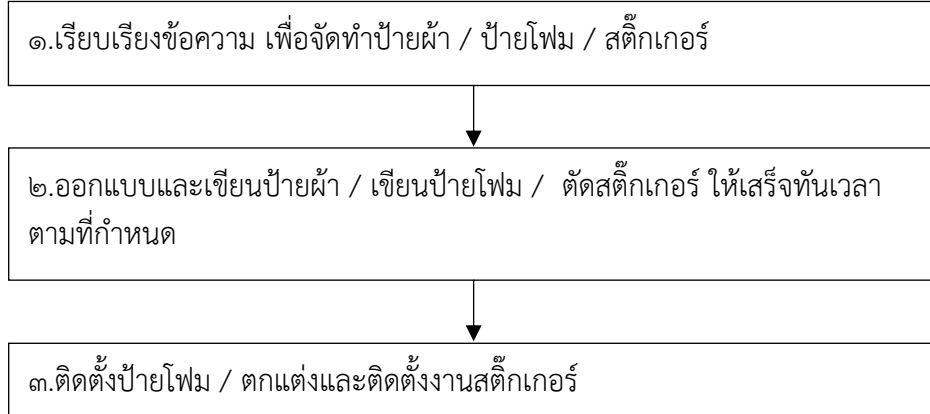 ๑.เรียบเรียงข้อความ เพื่อจัดทำป้ายผ้า / ป้ายโฟม / สติ๊กเกอร์
๒.ออกแบบและเขียนป้ายผ้า / เขียนป้ายโฟม / ตัดสติ๊กเกอร์ ให้เสร็จทันเวลา
ตามที่กำหนด
๓.ติดตั้งป้ายโฟม / ตกแต่งและติดตั้งงานสติ๊กเกอร์